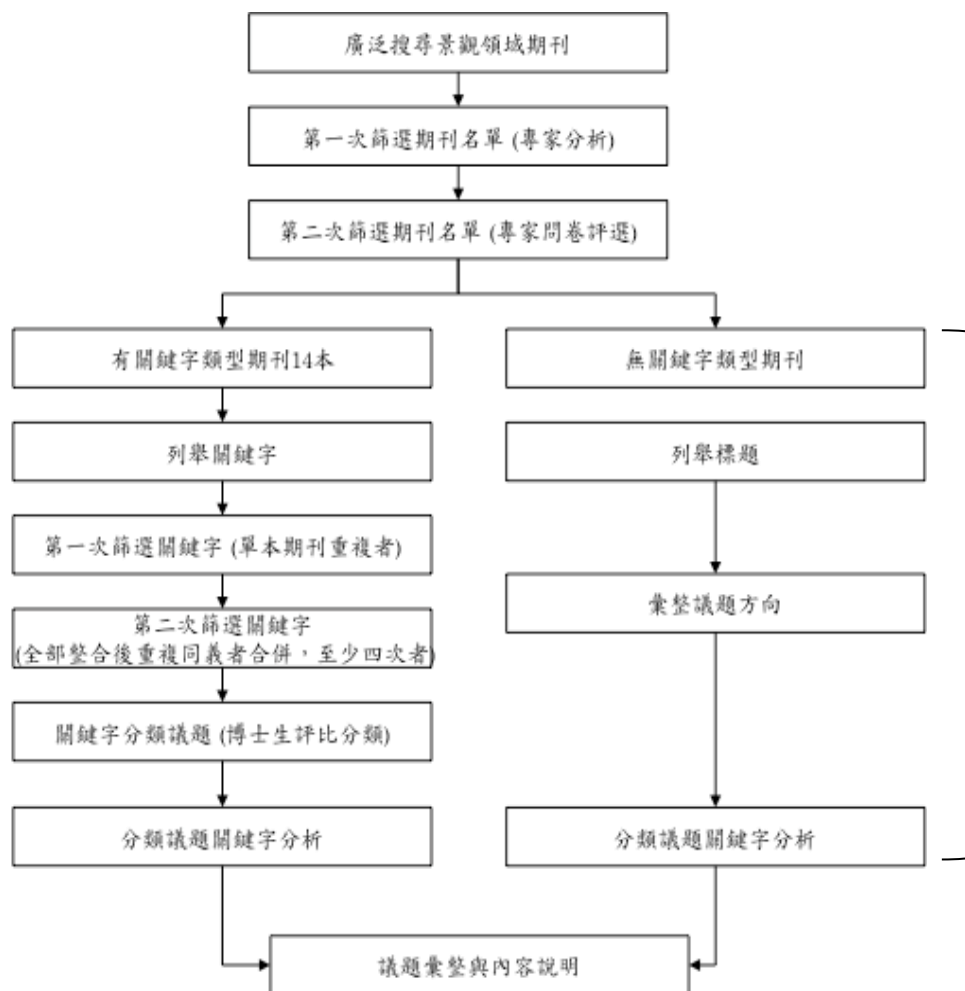 廣泛搜尋景觀領域期刊
第一次篩選期刊名單 (專家分析)
第二次篩選期刊名單 (專家問卷評選)
有關鍵字類型期刊14本
無關鍵字類型期刊
列舉關鍵字
列舉標題
第一次篩選關鍵字 (單本期刊重複者)
彙整議題方向
第二次篩選關鍵字
(全部整合後重複同義者合併，至少四次者)
關鍵字分類議題 (博士生評比分類)
分類議題關鍵字分析
分類議題關鍵字分析
議題彙整與內容說明